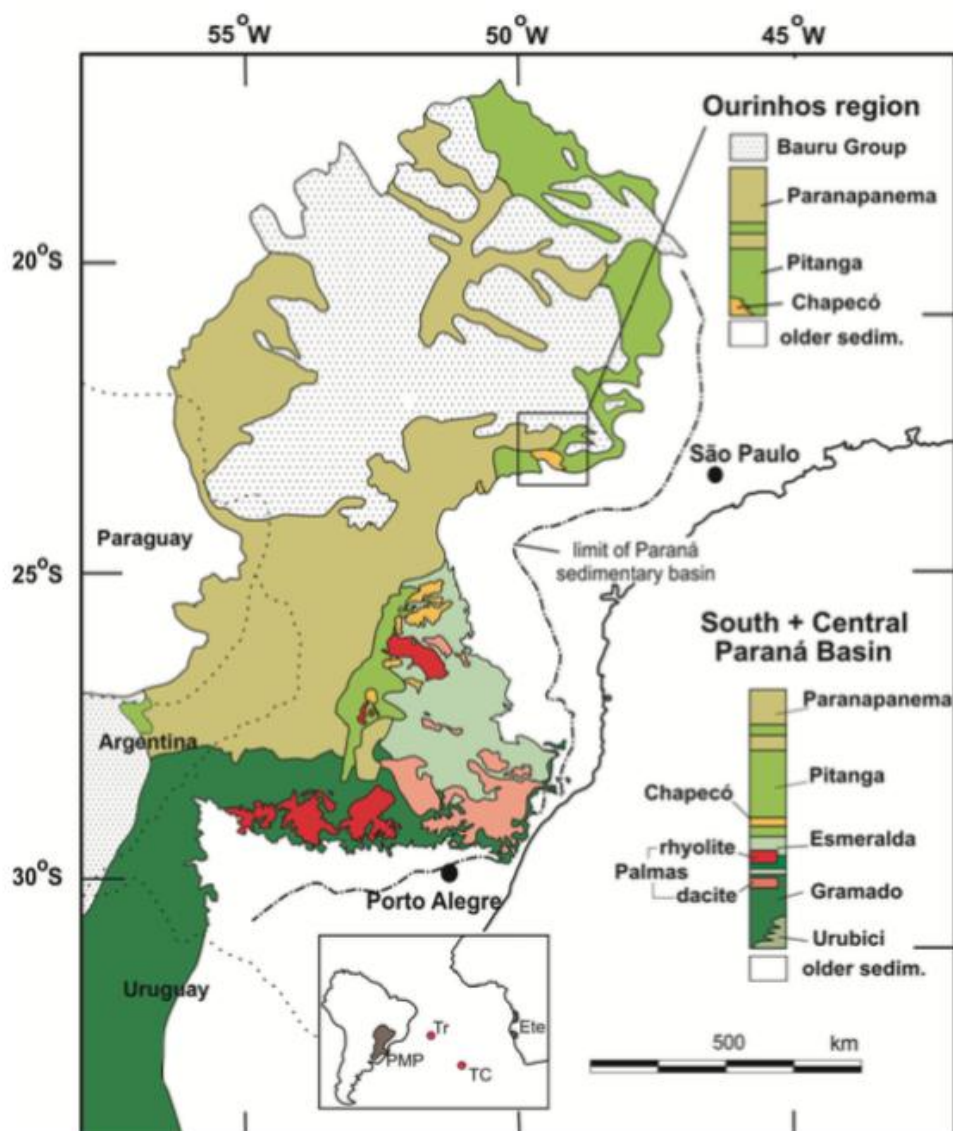 55°W
50°W
45°W
Ourinhos region
Bauru Group
Paranapanema
Pitanga
Chapecó
older sedim.
20°S
São Paulo
Paraguay
limit of Paraná
sedimentary basin
25°S
South + Central
Paraná Basin
Paranapanema
Argentina
Pitanga
Chapecó
Esmeralda
rhyolite
Palmas
dacite
Gramado
Urubici
older sedim.
30°S
Porto Alegre
Uruguay
Tr
Ete
PMP
TC
500
km